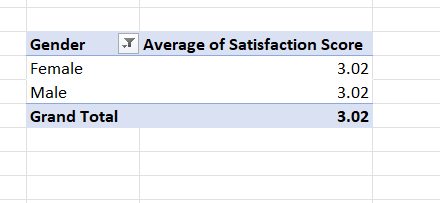 Gender Average of Satisfaction Score
Female 3.02
Male 3.02
Grand Total 3.02